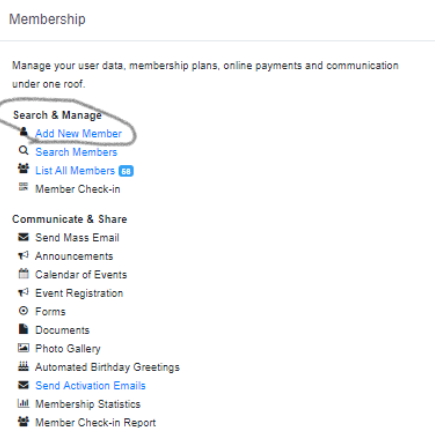 Membership
Manage your user data, membership plans, online payments and communication
under one roof.
Search & Manage
Add New Member
Search Members
List All Members 68
Member Check-in
Communicate & Share
Send Mass Email
Announcements
Calendar of Events
Event Registration
Forms
Documents
Photo Gallery
Automated Birthday Greetings
Send Activation Emails
Membership Statistics
Member Check-in Report